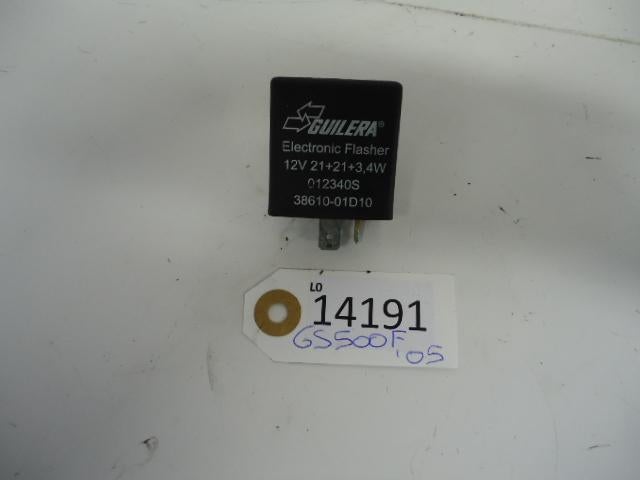 GUILERA®
Electronic Flasher
12V 21+21+3,4W
012340S
38610-01D10
LO
14191
GS500F '05